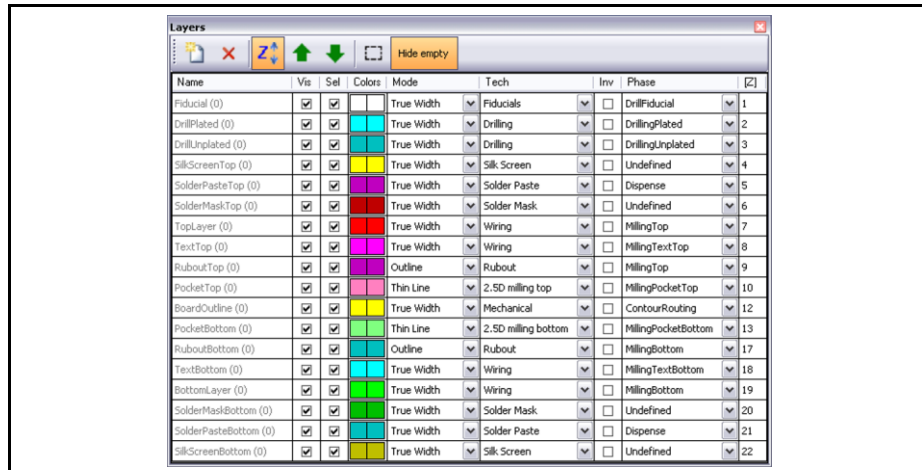 Layers
Z Hide empty
Name Vis Sel Colors Mode Tech Inv Phase [Z]
Fiducial (0) True Width Fiducials DrillFiducial 1
DrillPlated (0) True Width Drilling DrillingPlated 2
DrillUnplated (0) True Width Drilling DrillingUnplated 3
SilkScreenTop (0) True Width Silk Screen Undefined 4
SolderPasteTop (0) True Width Solder Paste Dispense 5
SolderMaskTop (0) True Width Solder Mask Undefined 6
TopLayer (0) True Width Wiring MillingTop 7
TextTop (0) True Width Wiring MillingTextTop 8
RuboutTop (0) Outline Rubout MillingTop 9
PocketTop (0) Thin Line 2.5D milling top MillingPocketTop 10
BoardOutline (0) True Width Mechanical ContourRouting 12
PocketBottom (0) Thin Line 2.5D milling bottom MillingPocketBottom 13
RuboutBottom (0) Outline Rubout MillingBottom 17
TextBottom (0) True Width Wiring MillingTextBottom 18
BottomLayer (0) True Width Wiring MillingBottom 19
SolderMaskBottom (0) True Width Solder Mask Undefined 20
SolderPasteBottom (0) True Width Solder Paste Dispense 21
SilkScreenBottom (0) True Width Silk Screen Undefined 22